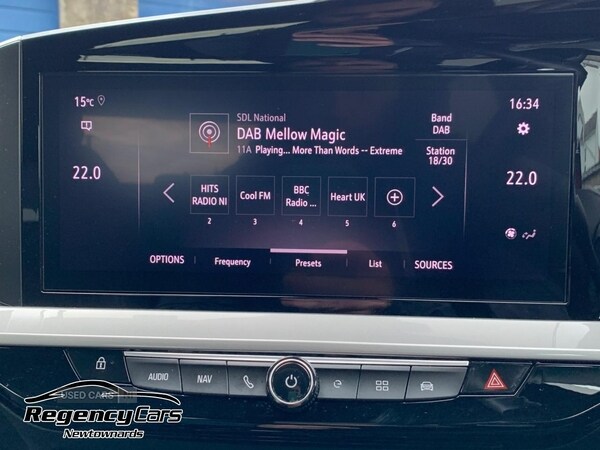 15°C
16:34
SDL National
DAB Mellow Magic
11A Playing... More Than Words -- Extreme
Band
DAB
Station
18/30
22.0
22.0
HITS
RADIO NI
Cool FM
BBC
Radio ...
Heart UK
2
3
4
5
6
OPTIONS
Frequency
Presets
List
SOURCES
AUDIO
NAV
USED CARS
Regency Cars
Newtownards